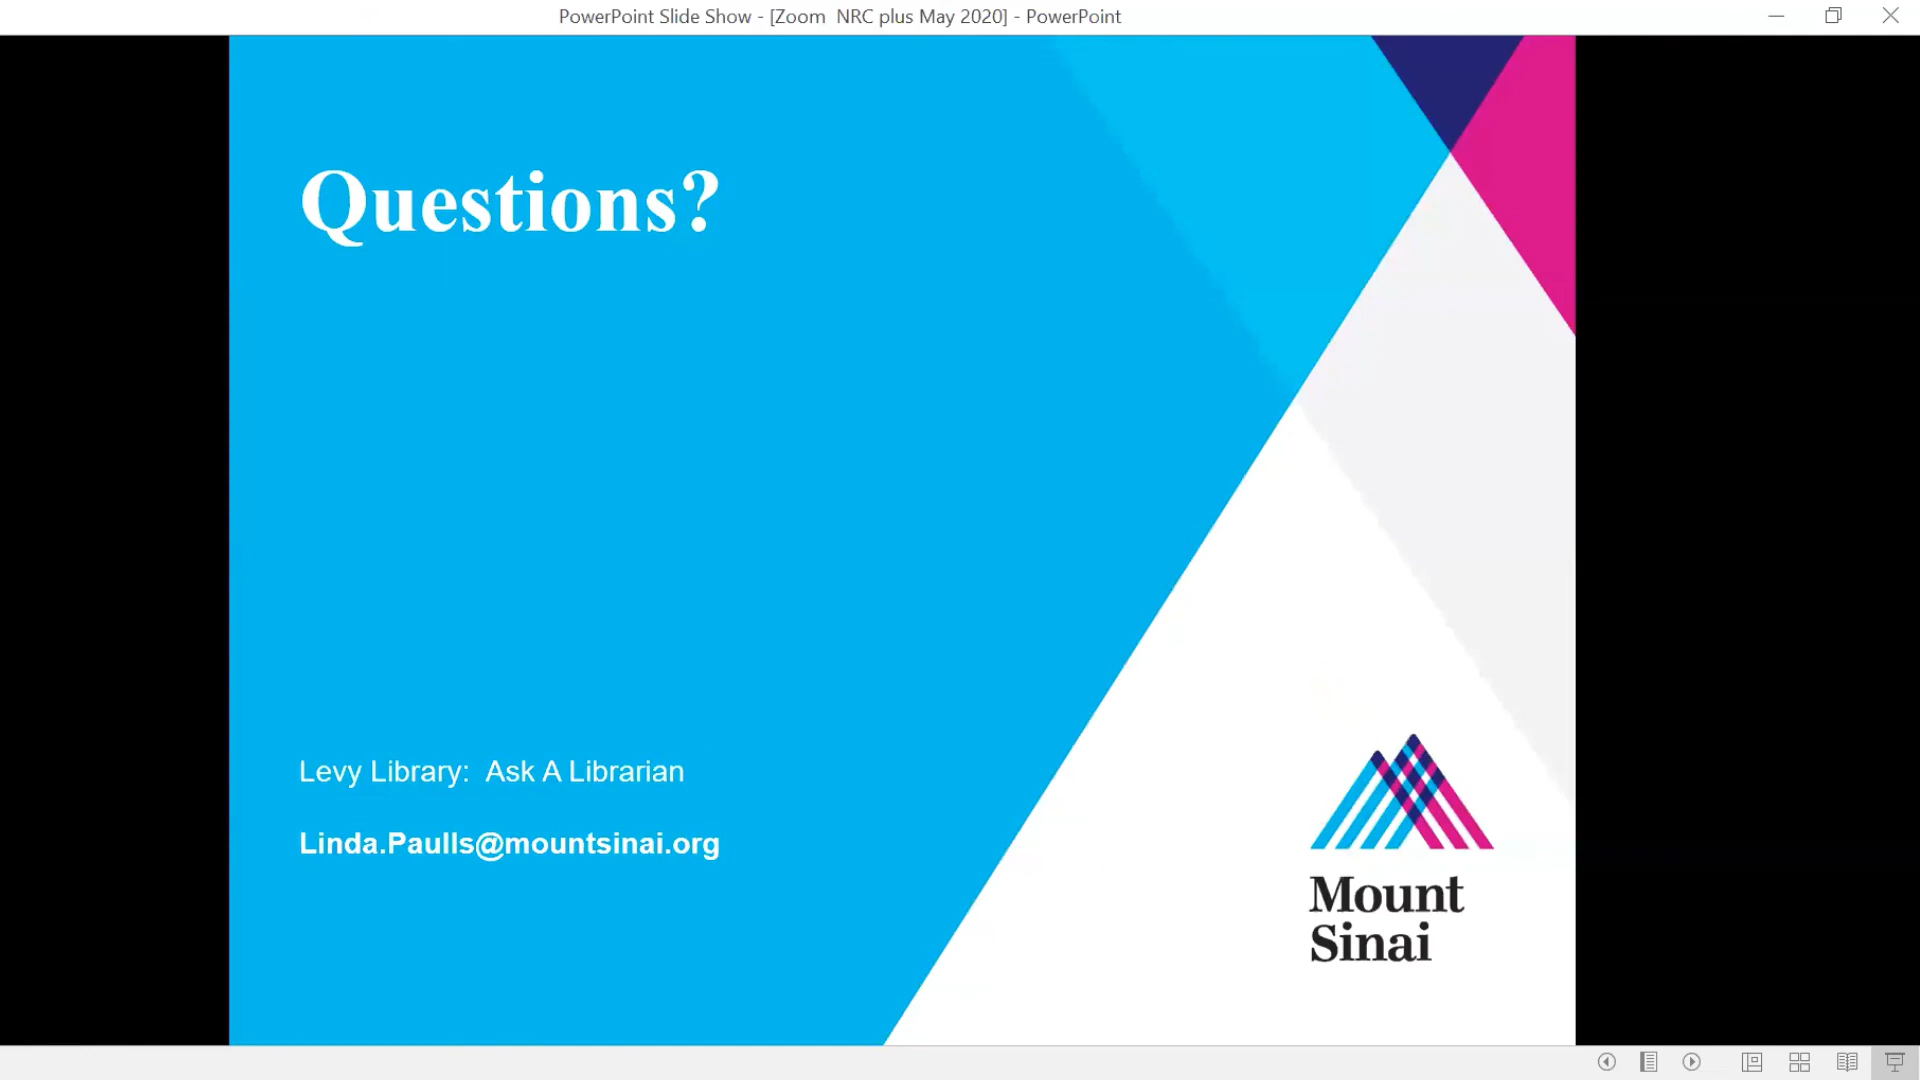 PowerPoint Slide Show - [Zoom  NRC plus May 2020] - PowerPoint
Questions?
Levy Library:  Ask A Librarian
Linda.Paulls@mountsinai.org
Mount
Sinai